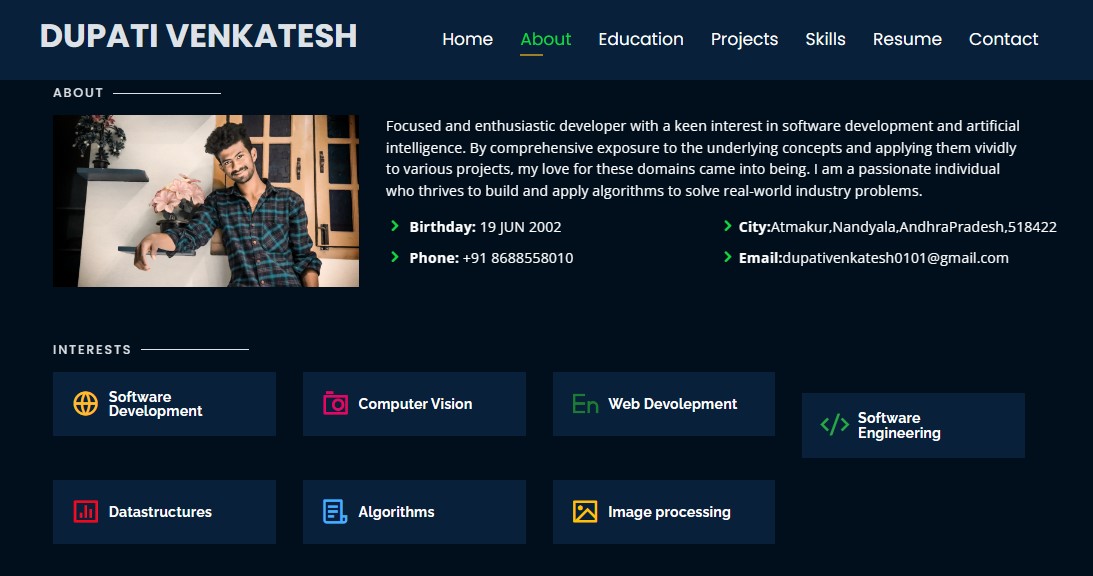 DUPATI VENKATESH
Home About Education Projects Skills Resume Contact
ABOUT
Focused and enthusiastic developer with a keen interest in software development and artificial
intelligence. By comprehensive exposure to the underlying concepts and applying them vividly
to various projects, my love for these domains came into being. I am a passionate individual
who thrives to build and apply algorithms to solve real-world industry problems.
Birthday: 19 JUN 2002
City:Atmakur,Nandyala,AndhraPradesh,518422
Phone: +91 8688558010
Email:dupativenkatesh0101@gmail.com
INTERESTS
Software
Development
Computer Vision
En Web Devolepment
Software
Engineering
Datastructures
Algorithms
Image processing